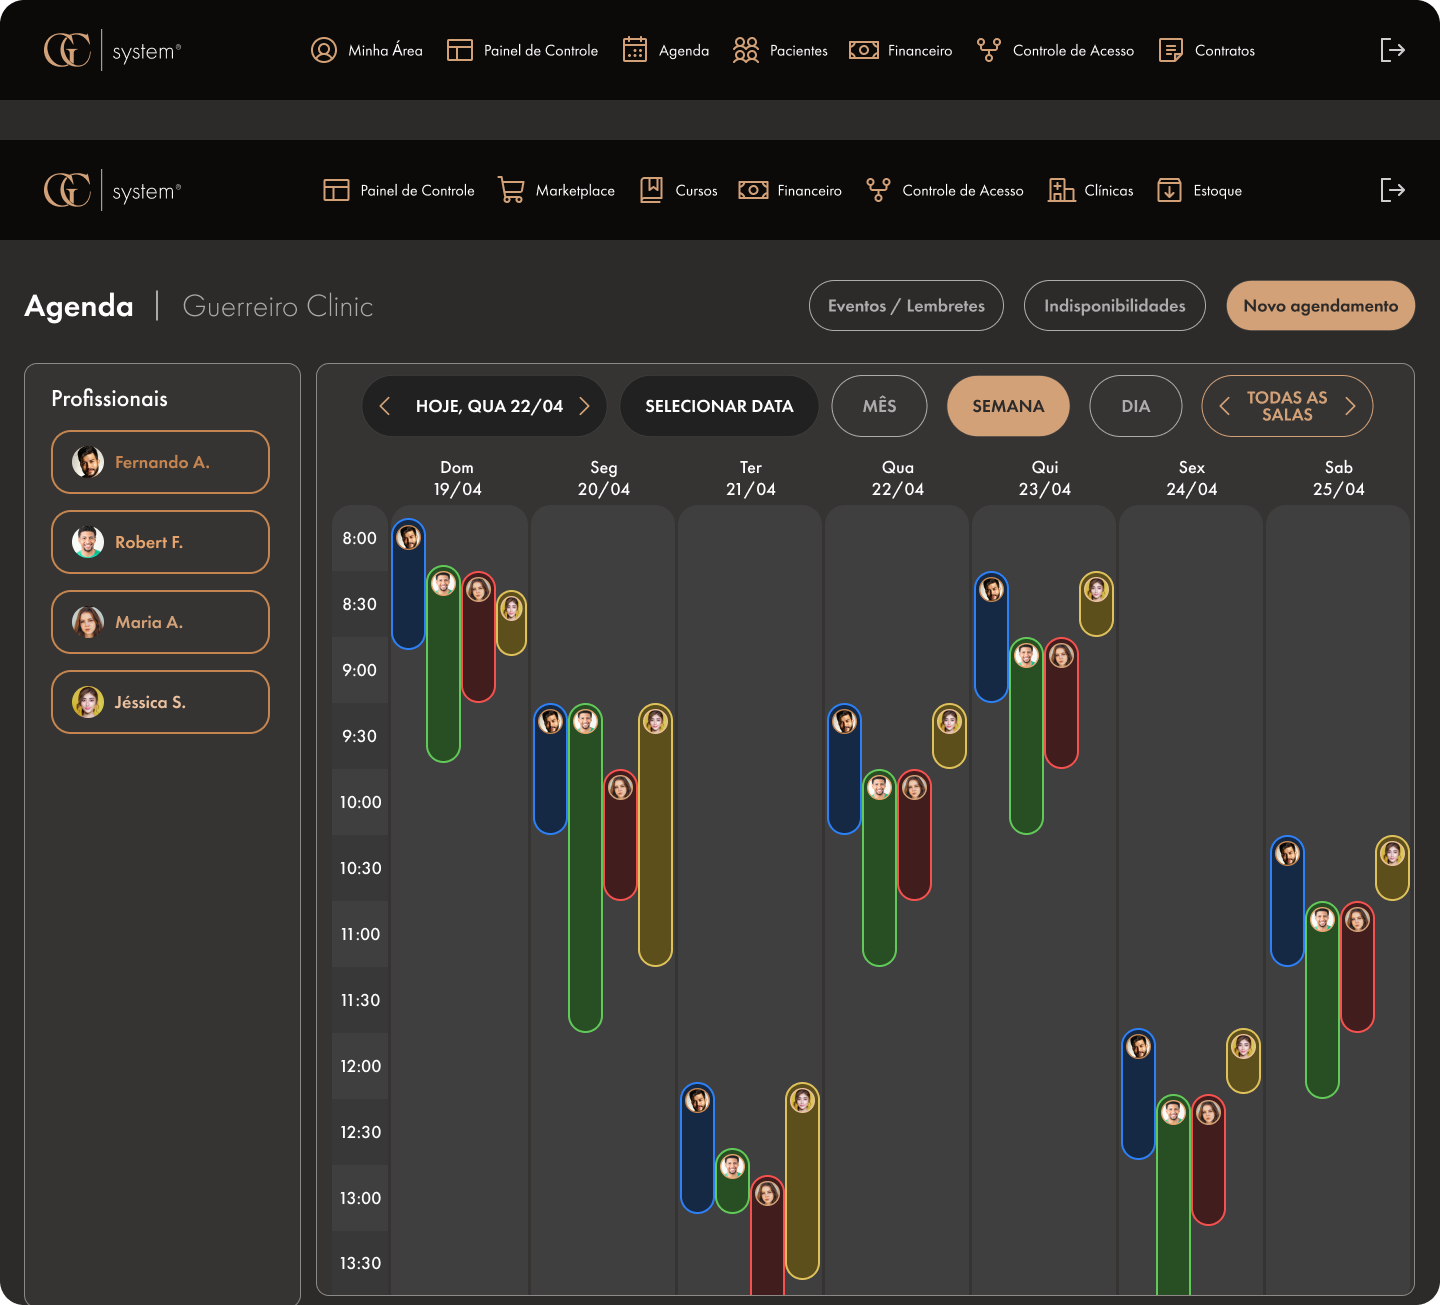 GC system®
Minha Área
Painel de Controle
Agenda
Pacientes
Financeiro
Controle de Acesso
Contratos
GC system®
Painel de Controle
Marketplace
Cursos
Financeiro
Controle de Acesso
Clínicas
Estoque
Agenda | Guerreiro Clinic
Eventos / Lembretes
Indisponibilidades
Novo agendamento
Profissionais
Fernando A.
Robert F.
Maria A.
Jéssica S.
HOJE, QUA 22/04
SELECIONAR DATA
MÊS
SEMANA
DIA
TODAS AS
SALAS
Dom
19/04
Seg
20/04
Ter
21/04
Qua
22/04
Qui
23/04
Sex
24/04
Sab
25/04
8:00
8:30
9:00
9:30
10:00
10:30
11:00
11:30
12:00
12:30
13:00
13:30